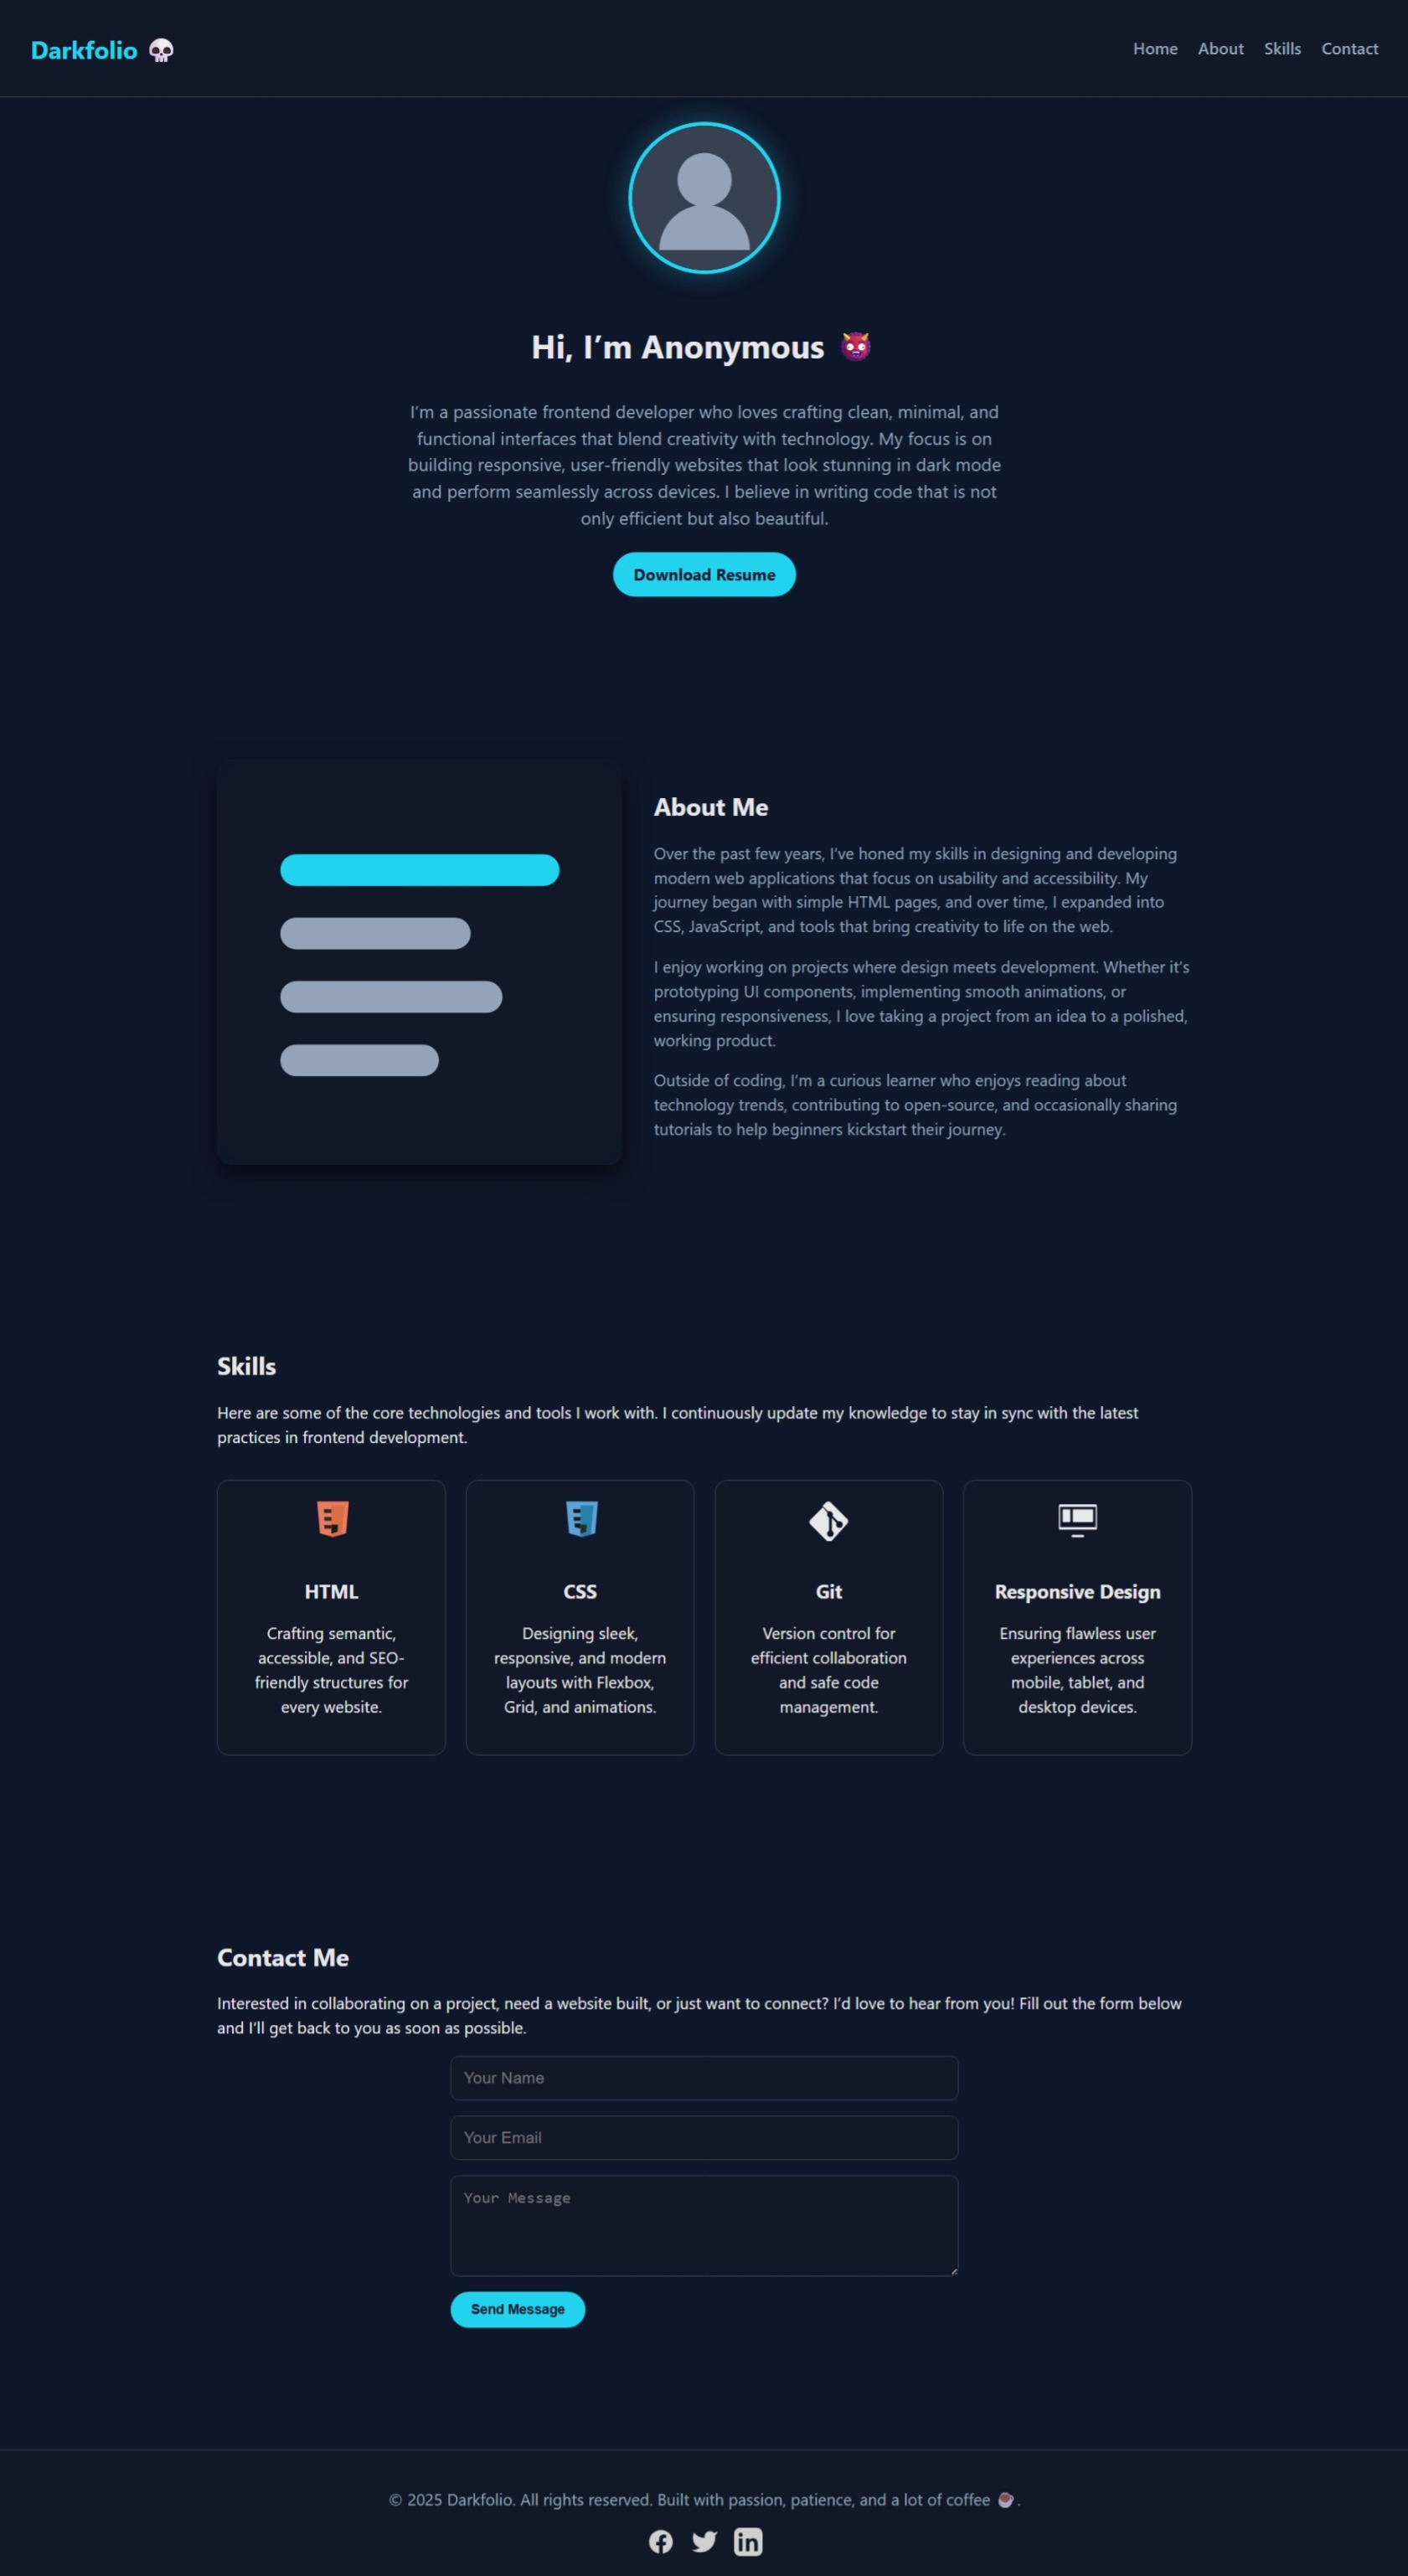 Darkfolio 💀
Home About Skills Contact
Hi, I’m Anonymous 👿
I’m a passionate frontend developer who loves crafting clean, minimal, and
functional interfaces that blend creativity with technology. My focus is on
building responsive, user-friendly websites that look stunning in dark mode
and perform seamlessly across devices. I believe in writing code that is not
only efficient but also beautiful.
Download Resume
About Me
Over the past few years, I’ve honed my skills in designing and developing
modern web applications that focus on usability and accessibility. My
journey began with simple HTML pages, and over time, I expanded into
CSS, JavaScript, and tools that bring creativity to life on the web.
I enjoy working on projects where design meets development. Whether it’s
prototyping UI components, implementing smooth animations, or
ensuring responsiveness, I love taking a project from an idea to a polished,
working product.
Outside of coding, I’m a curious learner who enjoys reading about
technology trends, contributing to open-source, and occasionally sharing
tutorials to help beginners kickstart their journey.
Skills
Here are some of the core technologies and tools I work with. I continuously update my knowledge to stay in sync with the latest
practices in frontend development.
HTML
Crafting semantic,
accessible, and SEO-
friendly structures for
every website.
CSS
Designing sleek,
responsive, and modern
layouts with Flexbox,
Grid, and animations.
Git
Version control for
efficient collaboration
and safe code
management.
Responsive Design
Ensuring flawless user
experiences across
mobile, tablet, and
desktop devices.
Contact Me
Interested in collaborating on a project, need a website built, or just want to connect? I’d love to hear from you! Fill out the form below
and I’ll get back to you as soon as possible.
Your Name
Your Email
Your Message
Send Message
© 2025 Darkfolio. All rights reserved. Built with passion, patience, and a lot of coffee ☕.